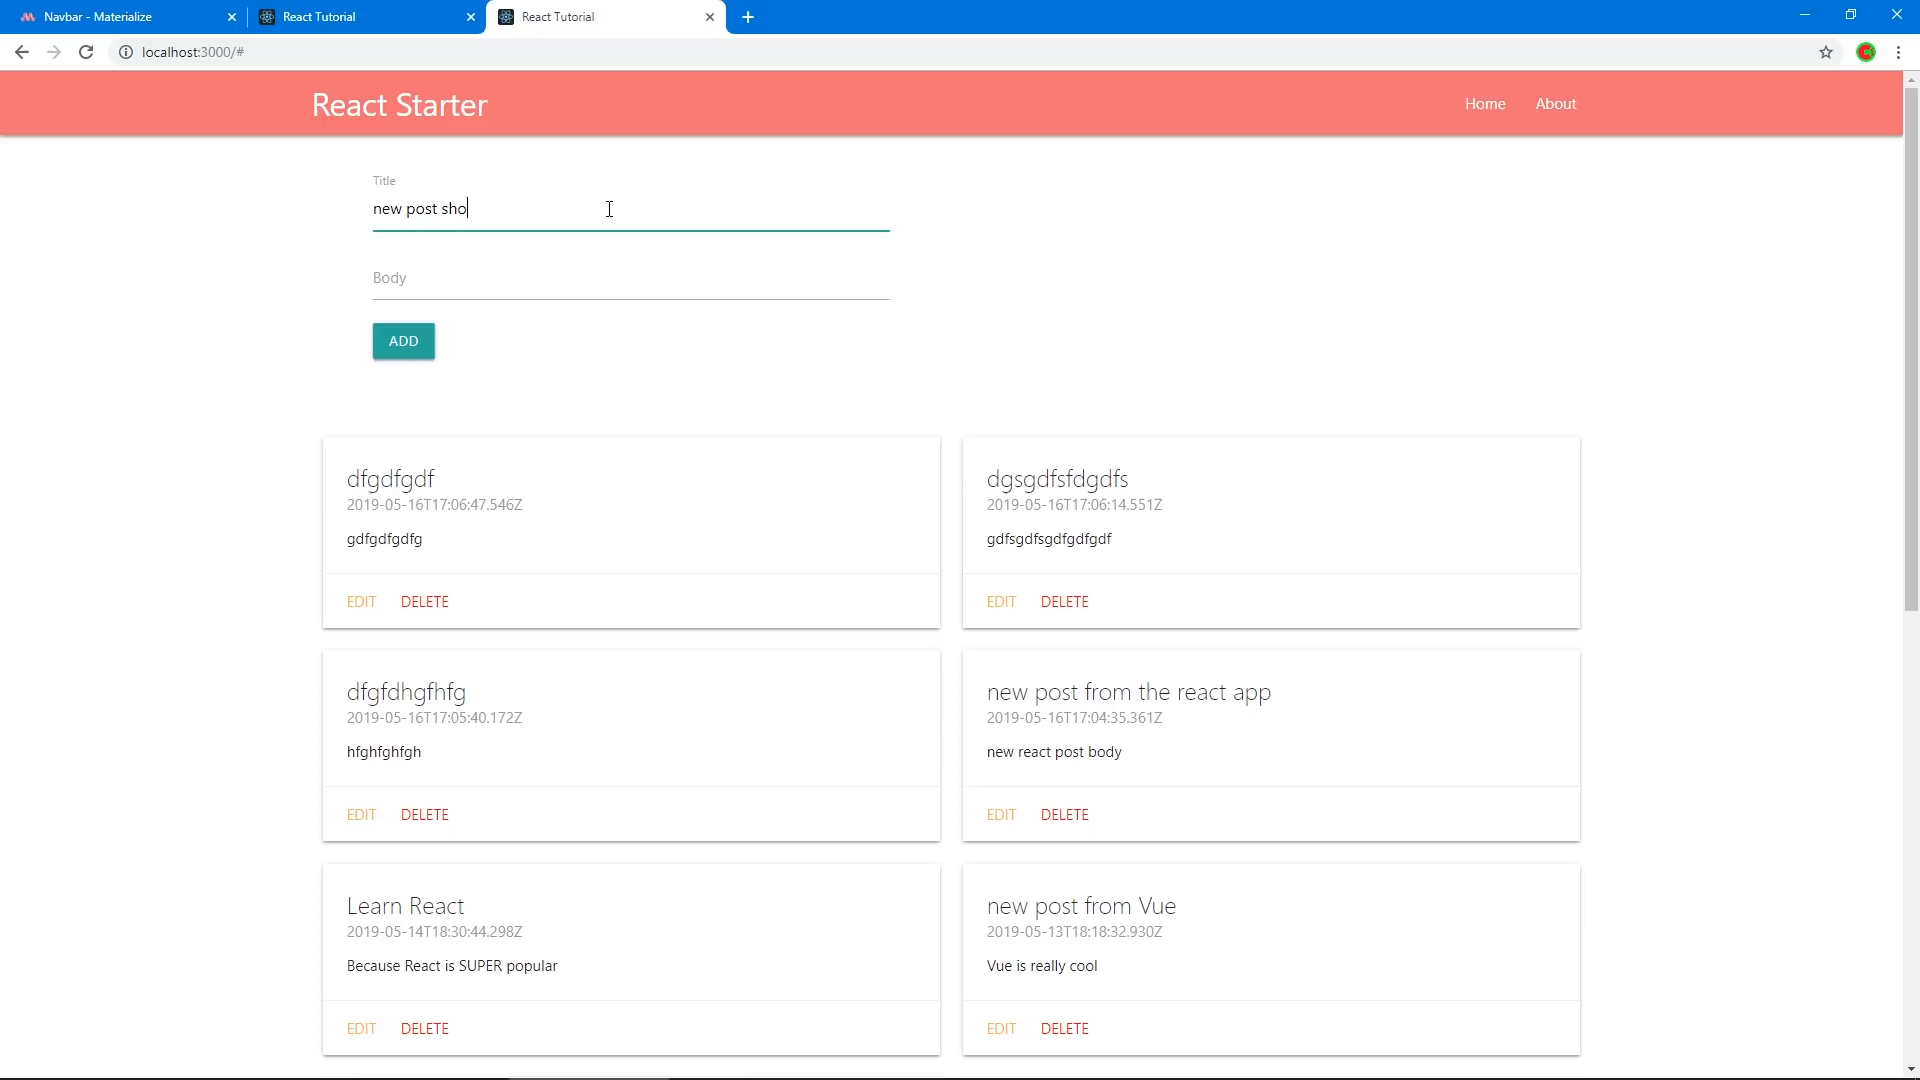 Navbar - Materialize
React Tutorial
React Tutorial
localhost:3000/#
React Starter
Home
About
Title
new post sho
Body
ADD
dfgdfgdf
2019-05-16T17:06:47.546Z
gdfgdfgdfg
EDIT DELETE
dgsgdfsfdgdfs
2019-05-16T17:06:14.551Z
gdfsgdfsgdfgdfgdf
EDIT DELETE
dfgfdhgfhfg
2019-05-16T17:05:40.172Z
hfghfghfgh
EDIT DELETE
new post from the react app
2019-05-16T17:04:35.361Z
new react post body
EDIT DELETE
Learn React
2019-05-14T18:30:44.298Z
Because React is SUPER popular
EDIT DELETE
new post from Vue
2019-05-13T18:18:32.930Z
Vue is really cool
EDIT DELETE